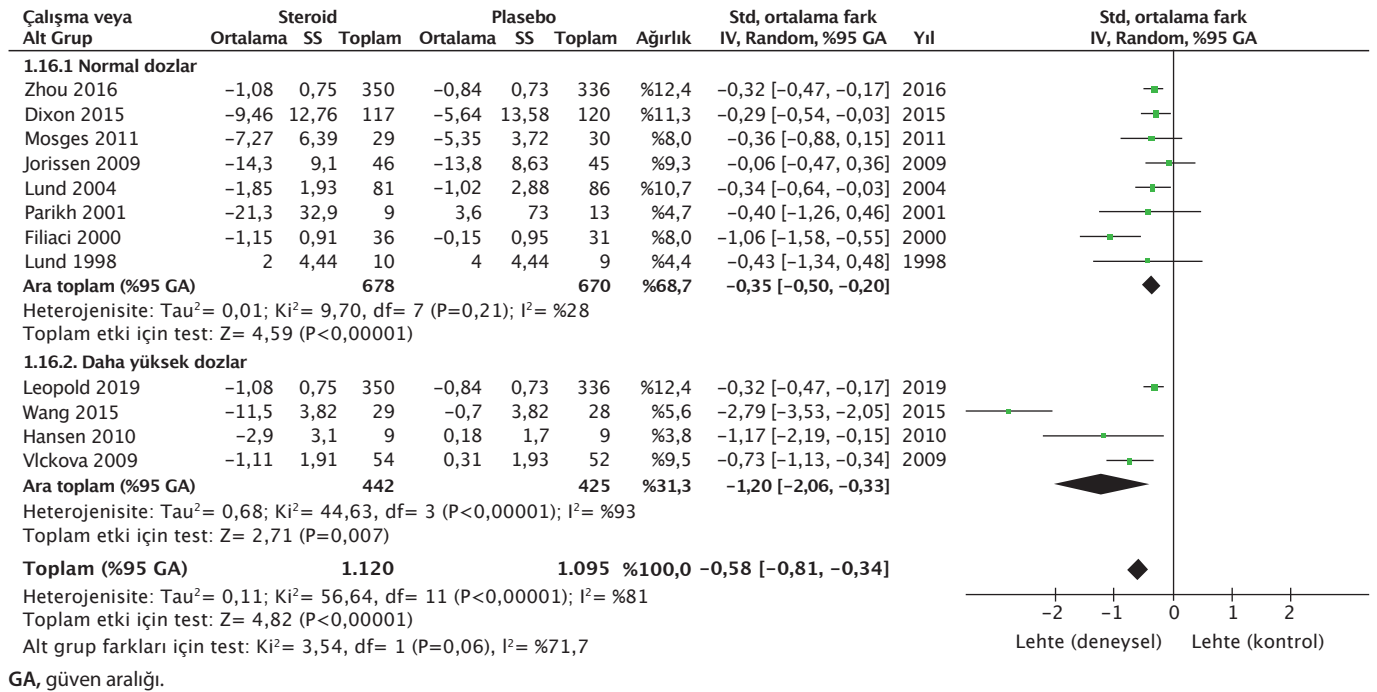 Çalışma veya Steroid Plasebo Std, ortalama fark Std, ortalama fark
Alt Grup Ortalama SS Toplam Ortalama SS Toplam Ağırlık IV, Random, %95 GA Yıl IV, Random, %95 GA
1.16.1 Normal dozlar
Zhou 2016 −1,08 0,75 350 −0,84 0,73 336 %12,4 −0,32 [−0,47, −0,17] 2016
Dixon 2015 −9,46 12,76 117 −5,64 13,58 120 %11,3 −0,29 [−0,54, −0,03] 2015
Mosges 2011 −7,27 6,39 29 −5,35 3,72 30 %8,0 −0,36 [−0,88, 0,15] 2011
Jorissen 2009 −14,3 9,1 46 −13,8 8,63 45 %9,3 −0,06 [−0,47, 0,36] 2009
Lund 2004 −1,85 1,93 81 −1,02 2,88 86 %10,7 −0,34 [−0,64, −0,03] 2004
Parikh 2001 −21,3 32,9 9 3,6 73 13 %4,7 −0,40 [−1,26, 0,46] 2001
Filiaci 2000 −1,15 0,91 36 −0,15 0,95 31 %8,0 −1,06 [−1,58, −0,55] 2000
Lund 1998 2 4,44 10 4 4,44 9 %4,4 −0,43 [−1,34, 0,48] 1998
Ara toplam (%95 GA) 678 670 %68,7 −0,35 [−0,50, −0,20]
Heterojenisite: Tau²= 0,01; Ki²= 9,70, df= 7 (P=0,21); I²= %28
Toplam etki için test: Z= 4,59 (P<0,00001)
1.16.2. Daha yüksek dozlar
Leopold 2019 −1,08 0,75 350 −0,84 0,73 336 %12,4 −0,32 [−0,47, −0,17] 2019
Wang 2015 −11,5 3,82 29 −0,7 3,82 28 %5,6 −2,79 [−3,53, −2,05] 2015
Hansen 2010 −2,9 3,1 9 0,18 1,7 9 %3,8 −1,17 [−2,19, −0,15] 2010
Vlckova 2009 −1,11 1,91 54 0,31 1,93 52 %9,5 −0,73 [−1,13, −0,34] 2009
Ara toplam (%95 GA) 442 425 %31,3 −1,20 [−2,06, −0,33]
Heterojenisite: Tau²= 0,68; Ki²= 44,63, df= 3 (P<0,00001); I²= %93
Toplam etki için test: Z= 2,71 (P=0,007)
Toplam (%95 GA) 1.120 1.095 %100,0 −0,58 [−0,81, −0,34]
Heterojenisite: Tau²= 0,11; Ki²= 56,64, df= 11 (P<0,00001); I²= %81
Toplam etki için test: Z= 4,82 (P<0,00001)
Alt grup farkları için test: Ki²= 3,54, df= 1 (P=0,06), I²= %71,7
−2 −1 0 1 2
Lehte (deneysel) Lehte (kontrol)
GA, güven aralığı.